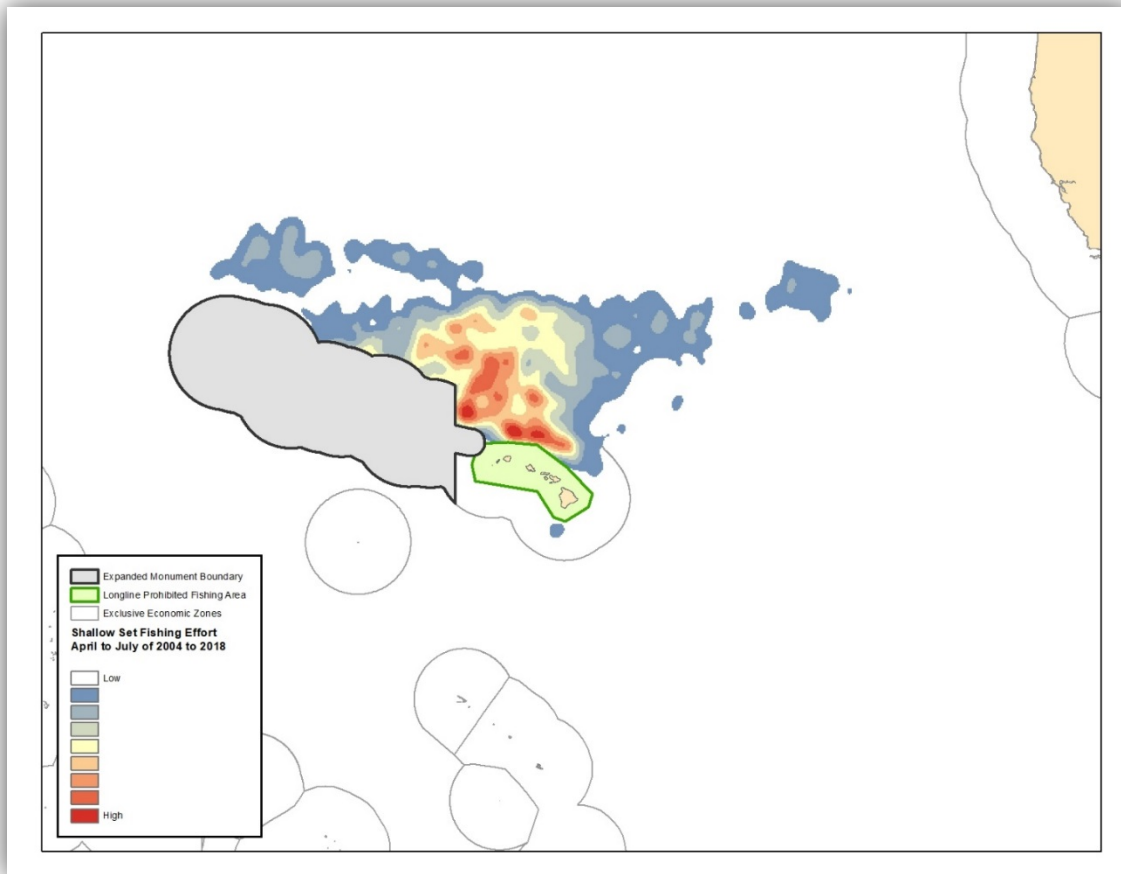 Expanded Monument Boundary
Longline Prohibited Fishing Area
Exclusive Economic Zones
Shallow Set Fishing Effort
April to July of 2004 to 2018
Low
High